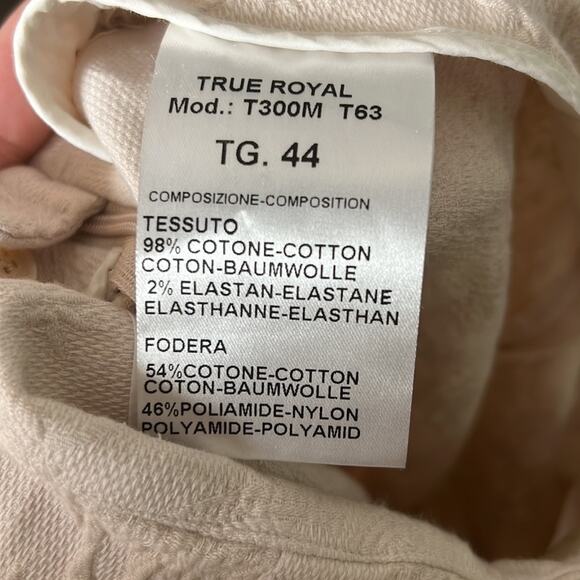 TRUE ROYAL
Mod.: T300M T63
TG. 44
COMPOSIZIONE-COMPOSITION
TESSUTO
98% COTONE-COTTON
COTON-BAUMWOLLE
2% ELASTAN-ELASTANE
ELASTHANNE-ELASTHAN
FODERA
54%COTONE-COTTON
COTON-BAUMWOLLE
46%POLIAMIDE-NYLON
POLYAMIDE-POLYAMID